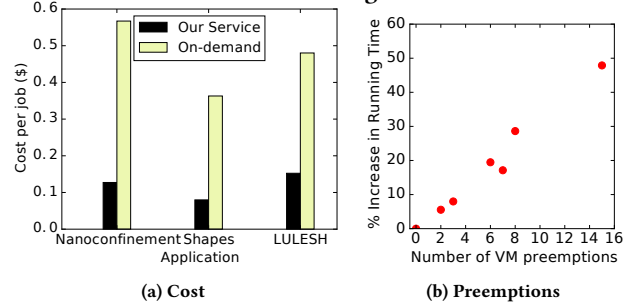 0.6
0.5
0.4
0.3
0.2
0.1
0.0
Cost per job ($)
Our Service
On-demand
Nanoconfinement Shapes LULESH
Application
(a) Cost
60
50
40
30
20
10
0
% Increase in Running Time
0 2 4 6 8 10 12 14 16
Number of VM preemptions
(b) Preemptions